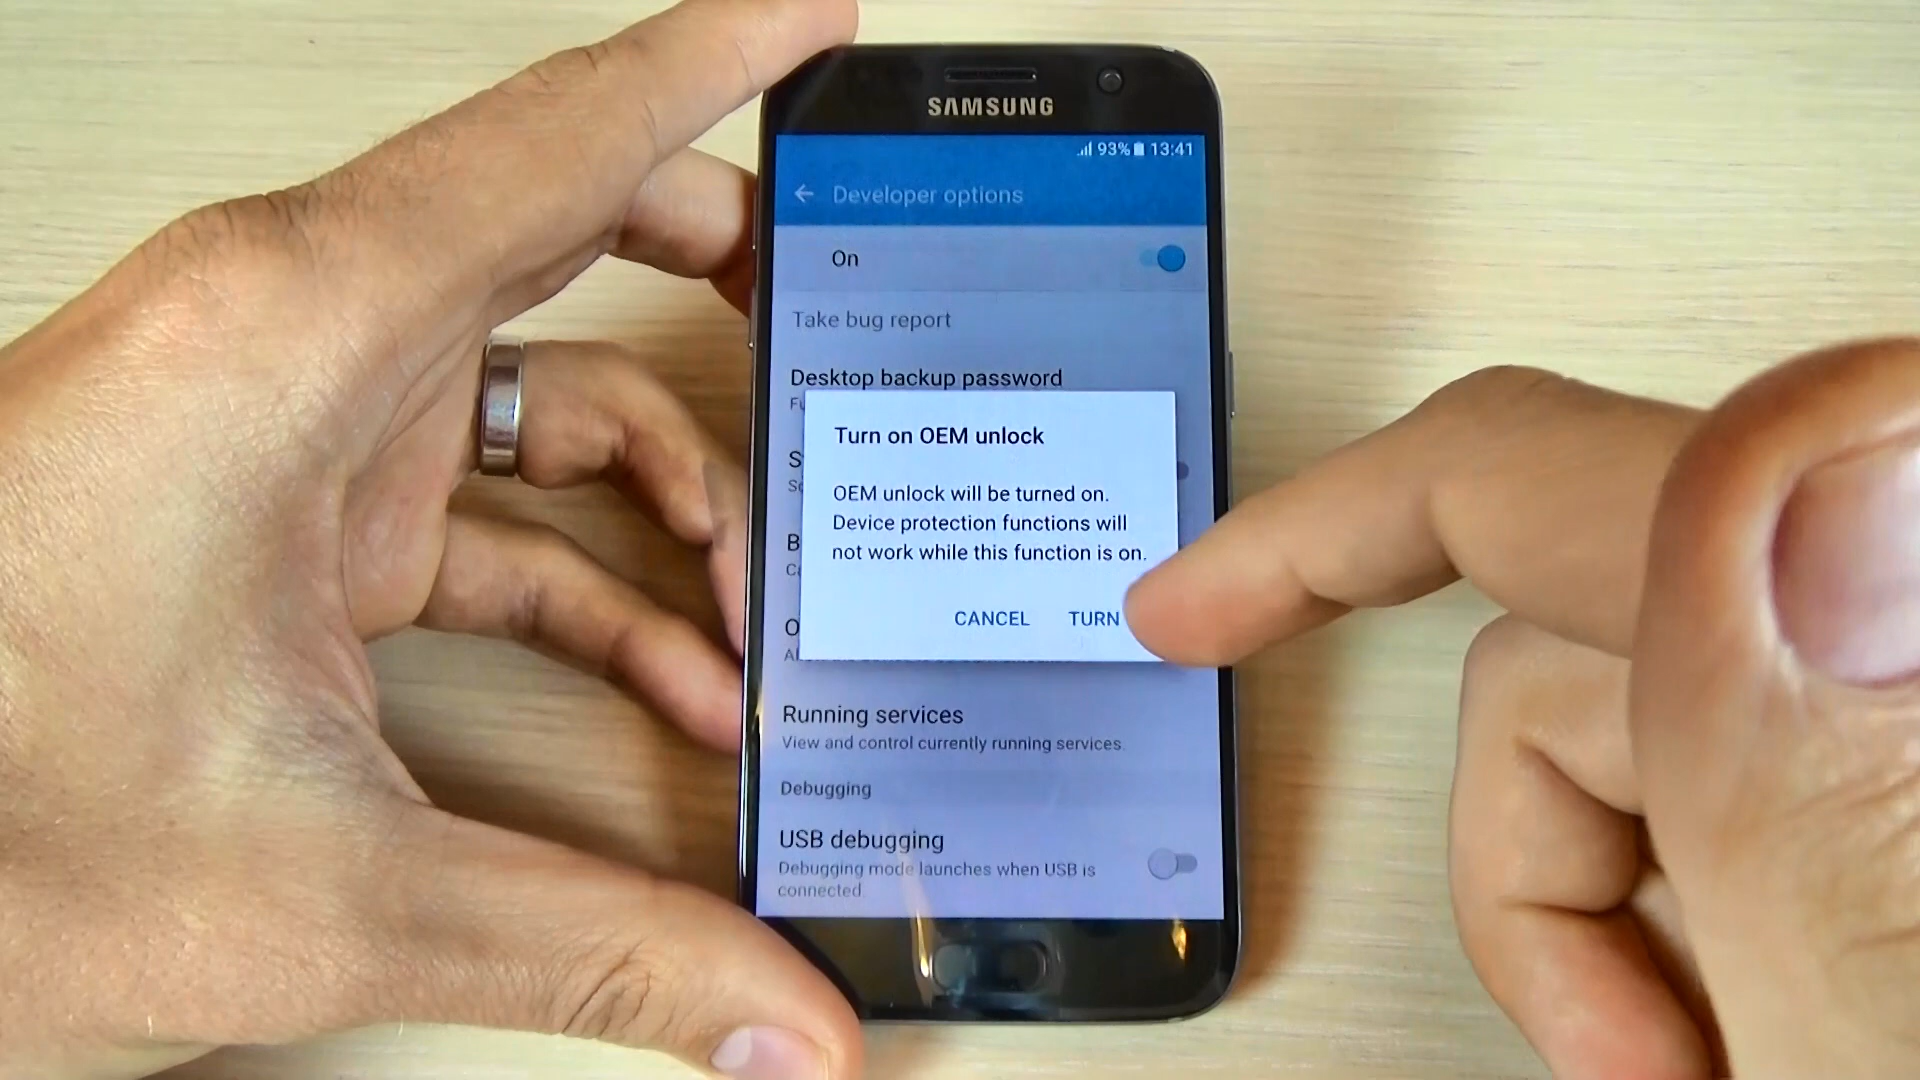 SAMSUNG
93% 13:41
Developer options
On
Take bug report
Desktop backup password
Turn on OEM unlock
OEM unlock will be turned on.
Device protection functions will
not work while this function is on.
CANCEL TURN
Running services
View and control currently running services.
Debugging
USB debugging
Debugging mode launches when USB is
connected.